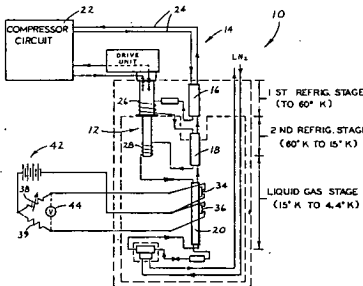 22
24
14
10
COMPRESSOR
CIRCUIT
DRIVE
UNIT
LN₂
26
16
1 ST REFRIG. STAGE
(TO 60° K)
12
28
18
2 ND REFRIG. STAGE
(60° K TO 15° K)
42
38
44
39
34
36
20
LIQUID GAS STAGE
(15° K TO 4.4° K)